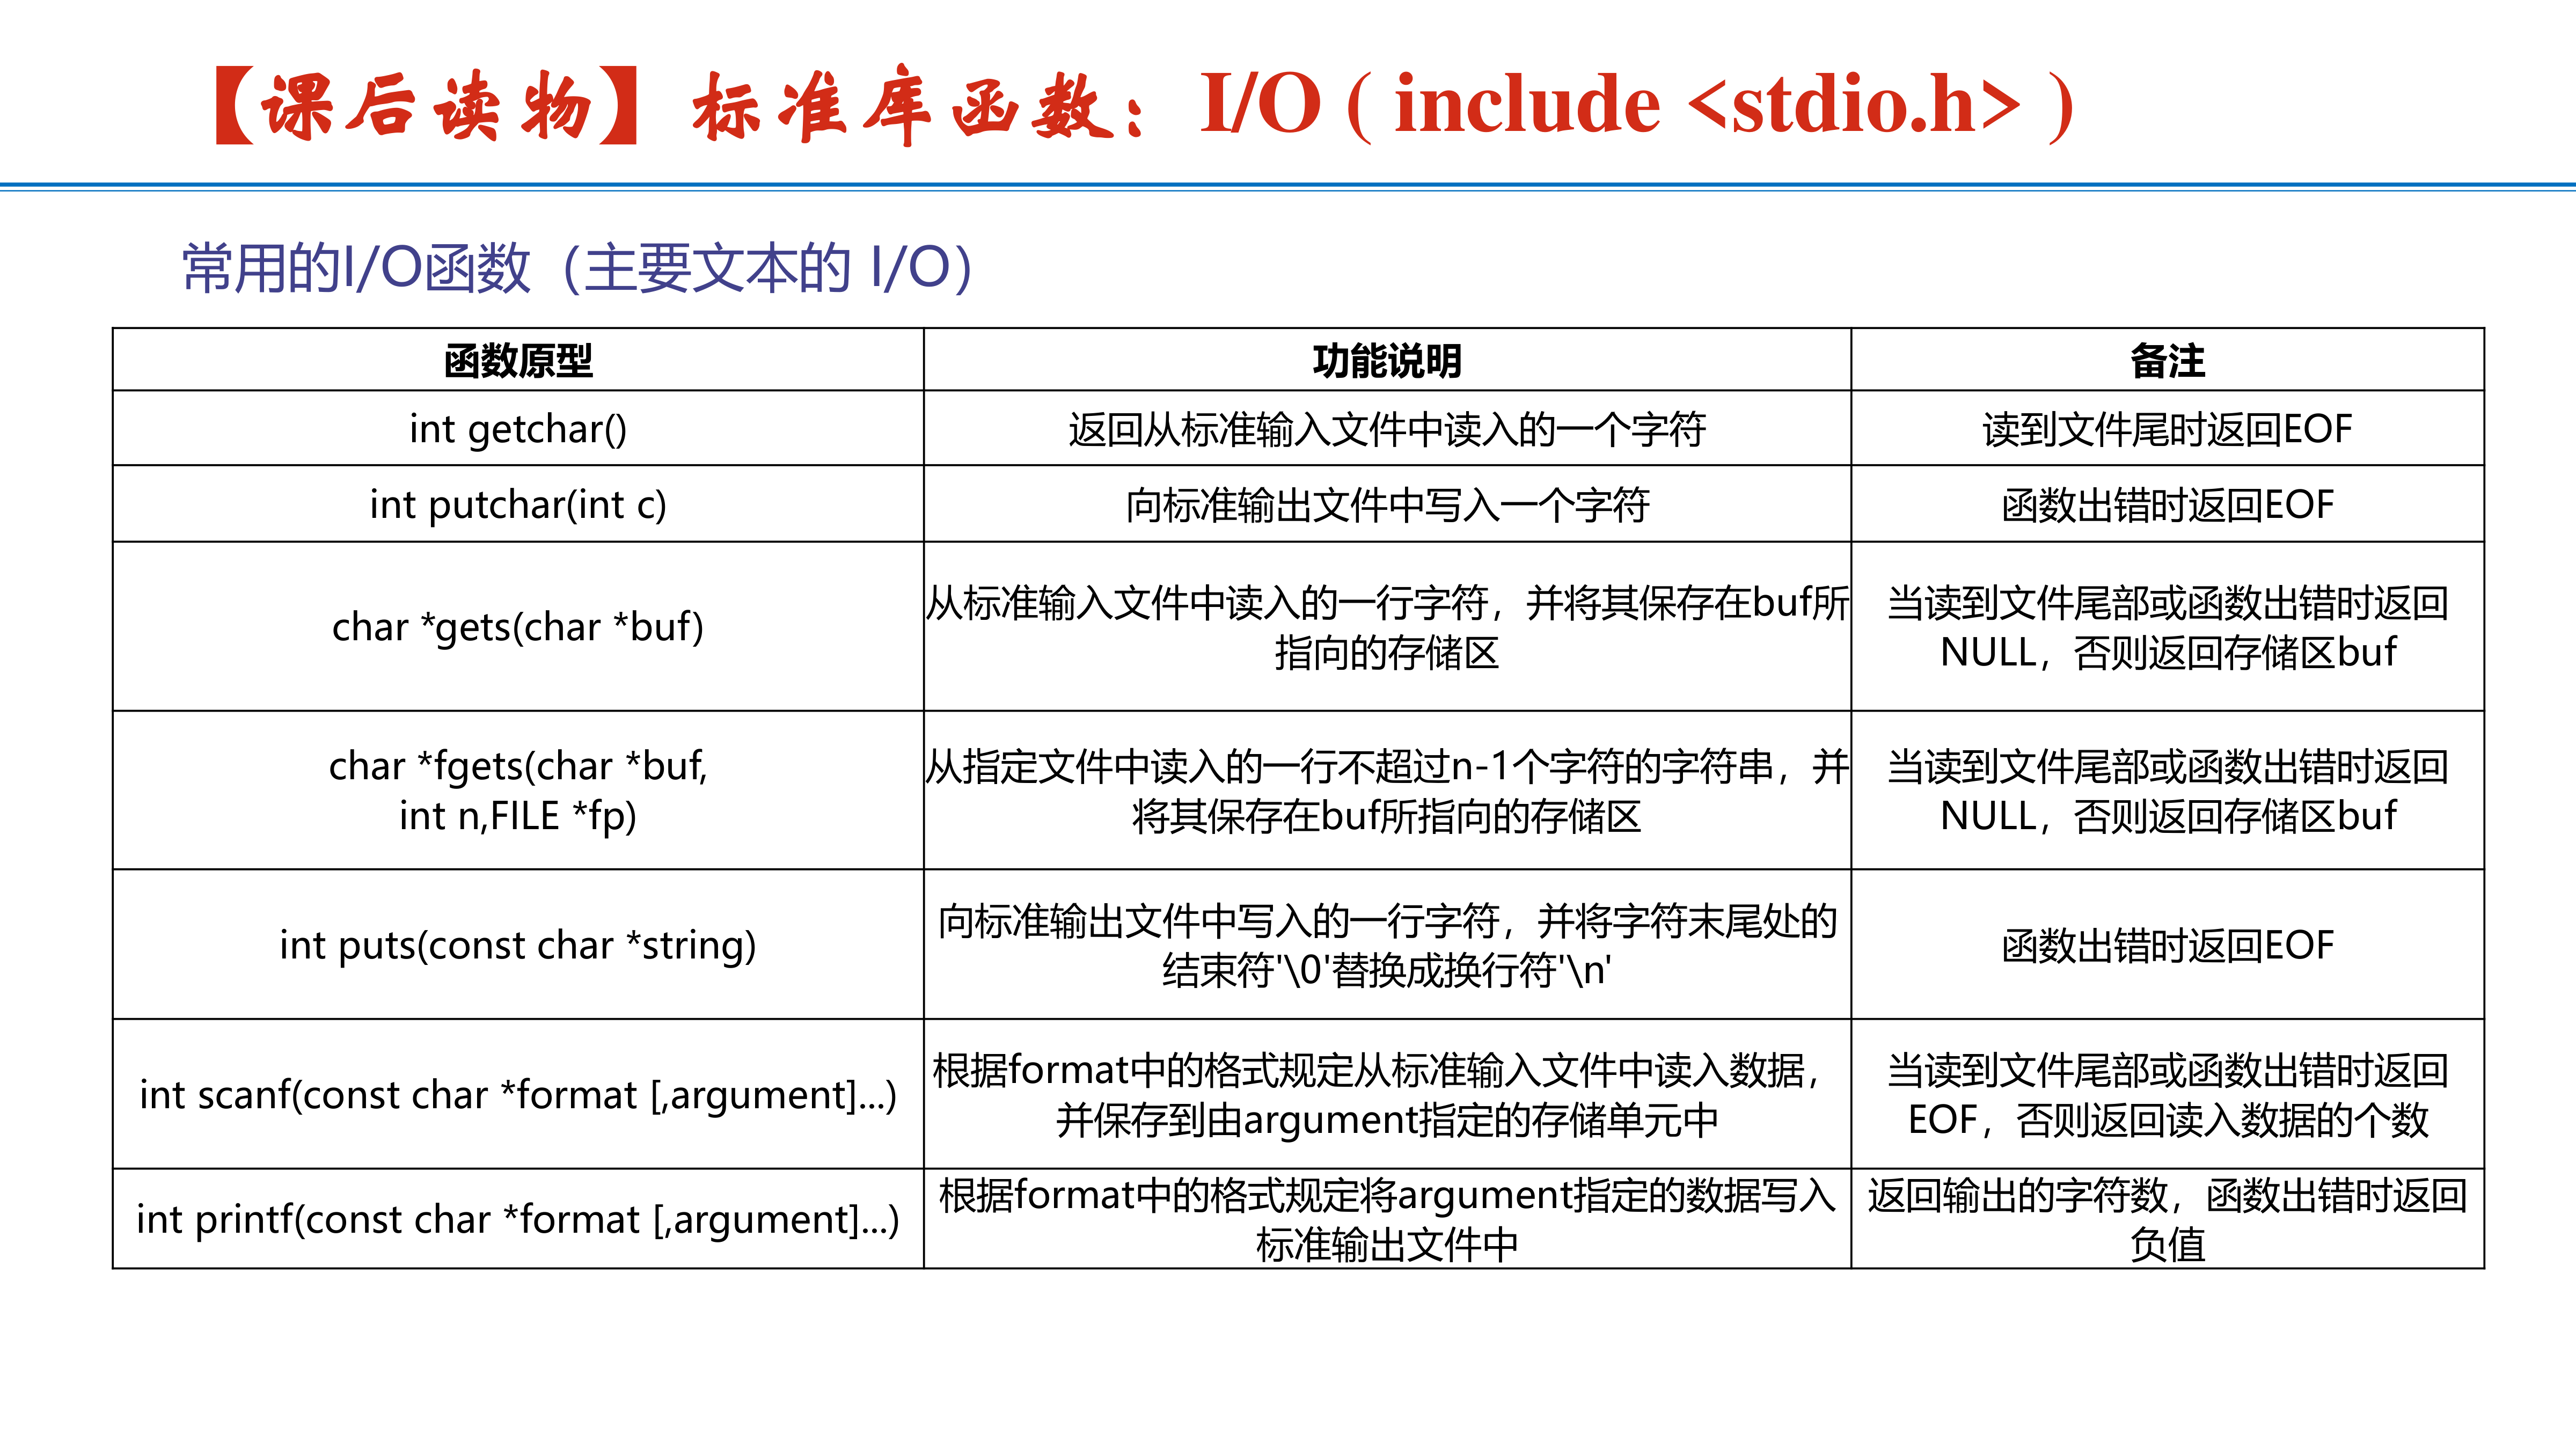 【课后读物】标准库函数：I/O ( include <stdio.h> )
常用的I/O函数（主要文本的 I/O）
函数原型
功能说明
备注
int getchar()
返回从标准输入文件中读入的一个字符
读到文件尾时返回EOF
int putchar(int c)
向标准输出文件中写入一个字符
函数出错时返回EOF
char *gets(char *buf)
从标准输入文件中读入的一行字符，并将其保存在buf所
指向的存储区
当读到文件尾部或函数出错时返回
NULL，否则返回存储区buf
char *fgets(char *buf,
int n,FILE *fp)
从指定文件中读入的一行不超过n-1个字符的字符串，并
将其保存在buf所指向的存储区
当读到文件尾部或函数出错时返回
NULL，否则返回存储区buf
int puts(const char *string)
向标准输出文件中写入的一行字符，并将字符末尾处的
结束符'\0'替换成换行符'\n'
函数出错时返回EOF
int scanf(const char *format [,argument]...)
根据format中的格式规定从标准输入文件中读入数据，
并保存到由argument指定的存储单元中
当读到文件尾部或函数出错时返回
EOF，否则返回读入数据的个数
int printf(const char *format [,argument]...)
根据format中的格式规定将argument指定的数据写入
标准输出文件中
返回输出的字符数，函数出错时返回
负值